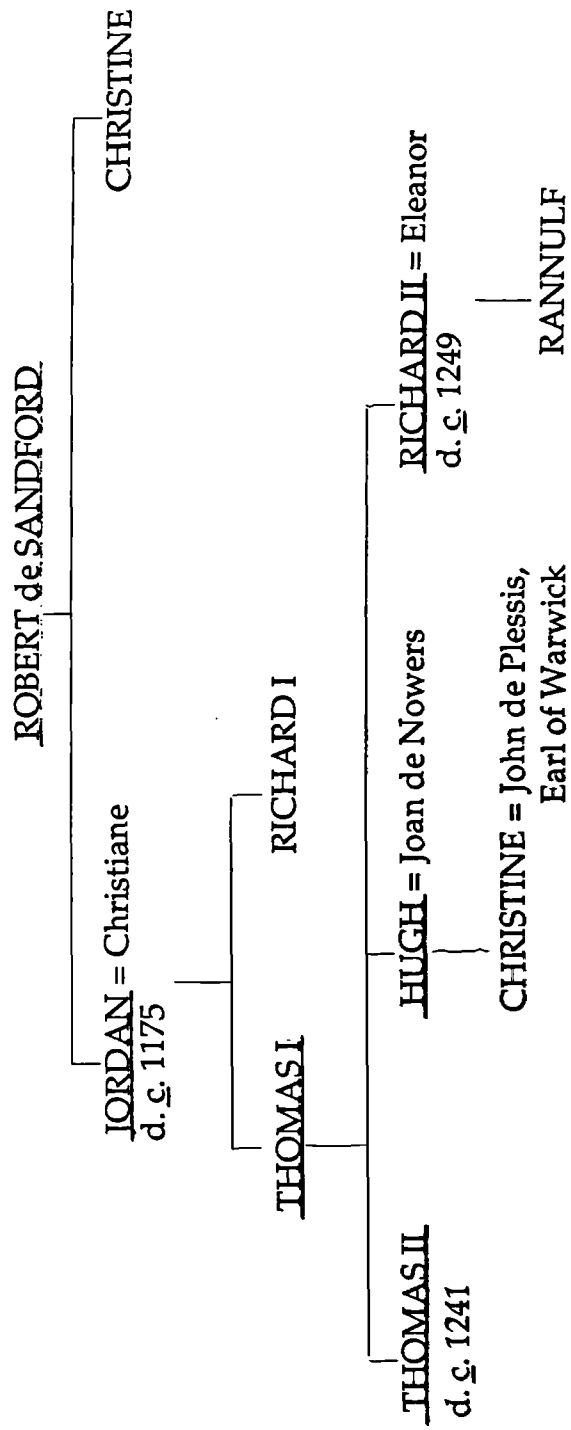 ROBERT de SANDFORD
JORDAN = Christiane
d. c. 1175
CHRISTINE
THOMAS I
RICHARD I
THOMAS II
d. c. 1241
HUGH = Joan de Nowers
RICHARD II = Eleanor
d. c. 1249
CHRISTINE = John de Plessis,
Earl of Warwick
RANNULF